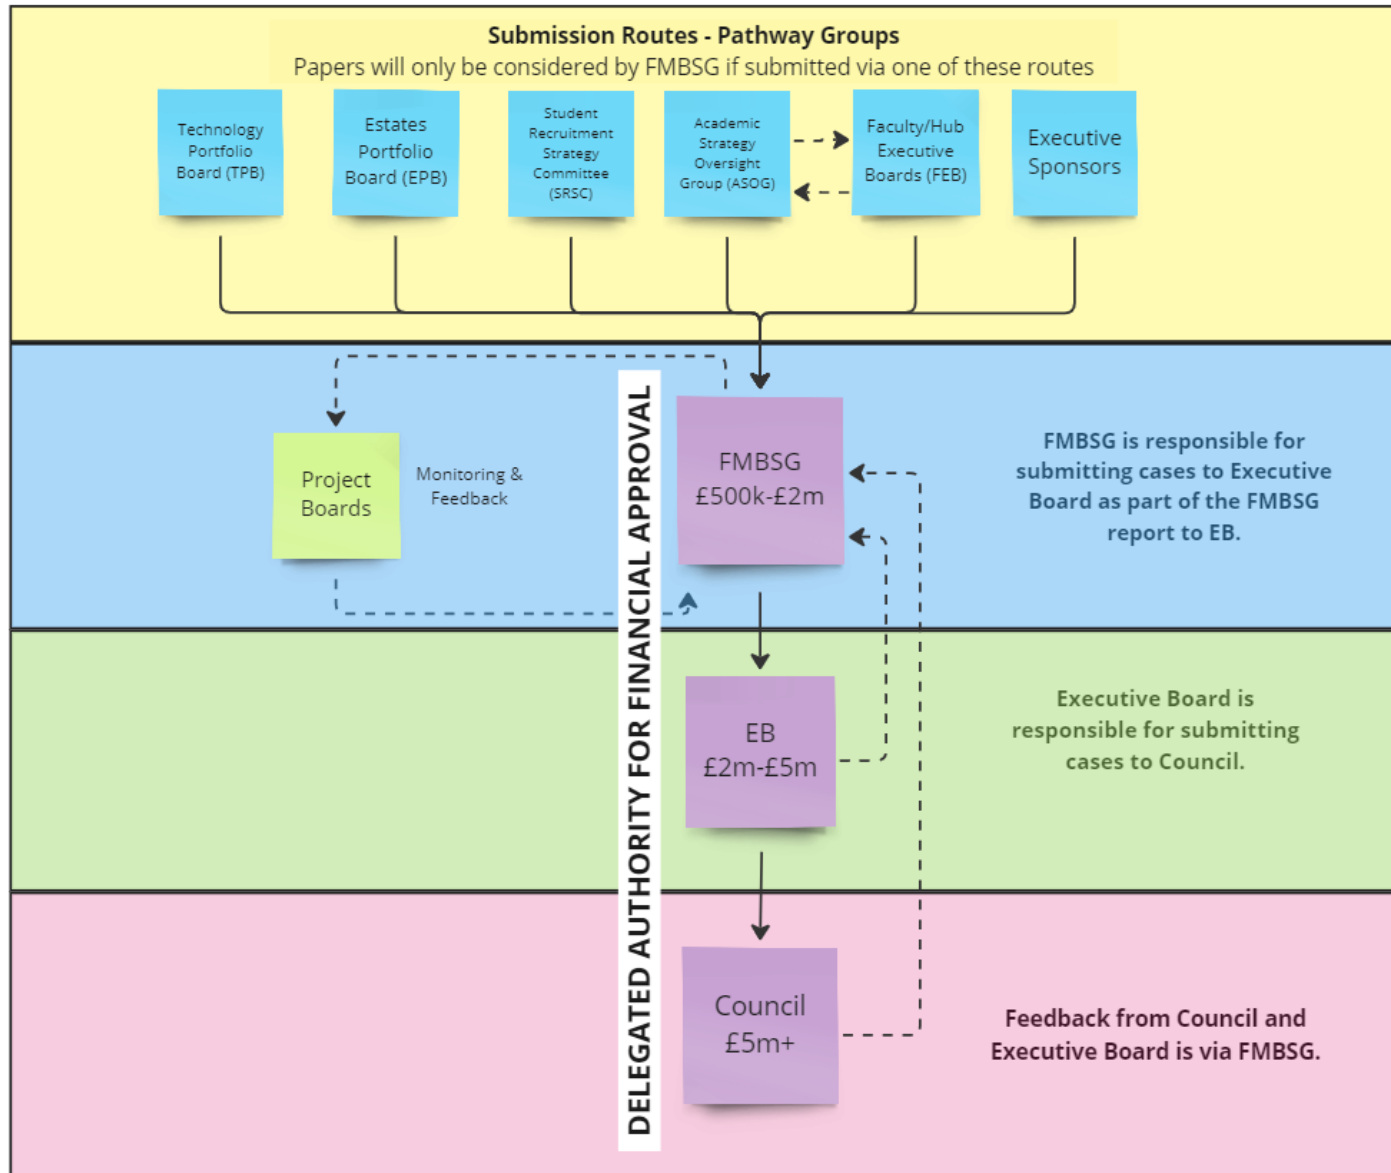 Submission Routes - Pathway Groups
Papers will only be considered by FMBSG if submitted via one of these routes
Technology
Portfolio
Board (TPB)
Estates
Portfolio
Board (EPB)
Student
Recruitment
Strategy
Committee
(SRSC)
Academic
Strategy
Oversight
Group (ASOG)
Faculty/Hub
Executive
Boards (FEB)
Executive
Sponsors
DELEGATED AUTHORITY FOR FINANCIAL APPROVAL
Project
Boards
Monitoring &
Feedback
FMBSG
£500k-£2m
FMBSG is responsible for
submitting cases to Executive
Board as part of the FMBSG
report to EB.
EB
£2m-£5m
Executive Board is
responsible for submitting
cases to Council.
Council
£5m+
Feedback from Council and
Executive Board is via FMBSG.